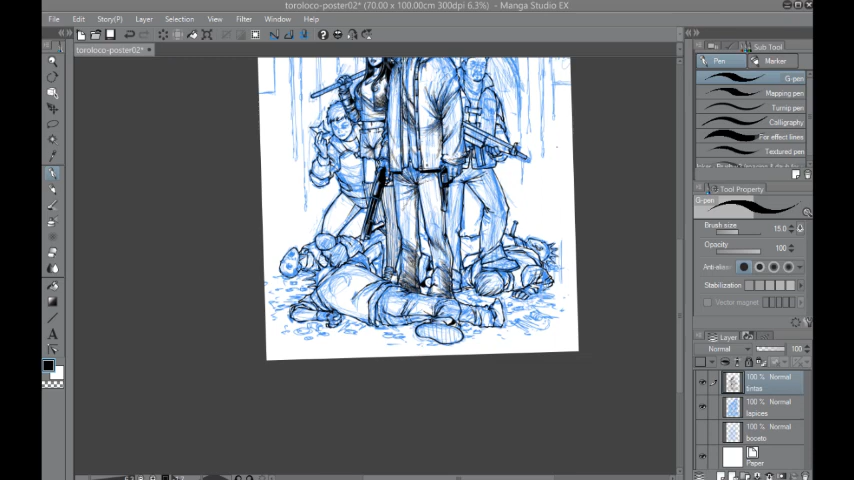 toroloco-poster02* (70.00 x 100.00cm 300dpi 6.3%) - Manga Studio EX
File Edit Story(P) Layer Selection View Filter Window Help
toroloco-poster02*
Sub Tool
Pen Marker
G-pen
Mapping pen
Turnip pen
Calligraphy
For effect lines
Textured pen
Tool Property
G-pen
Brush size 15.0
Opacity 100
Anti-alias
Stabilization
Vector magnet
Layer
Normal 100
100 % Normal
tintas
100 % Normal
lapices
100 % Normal
boceto
Paper